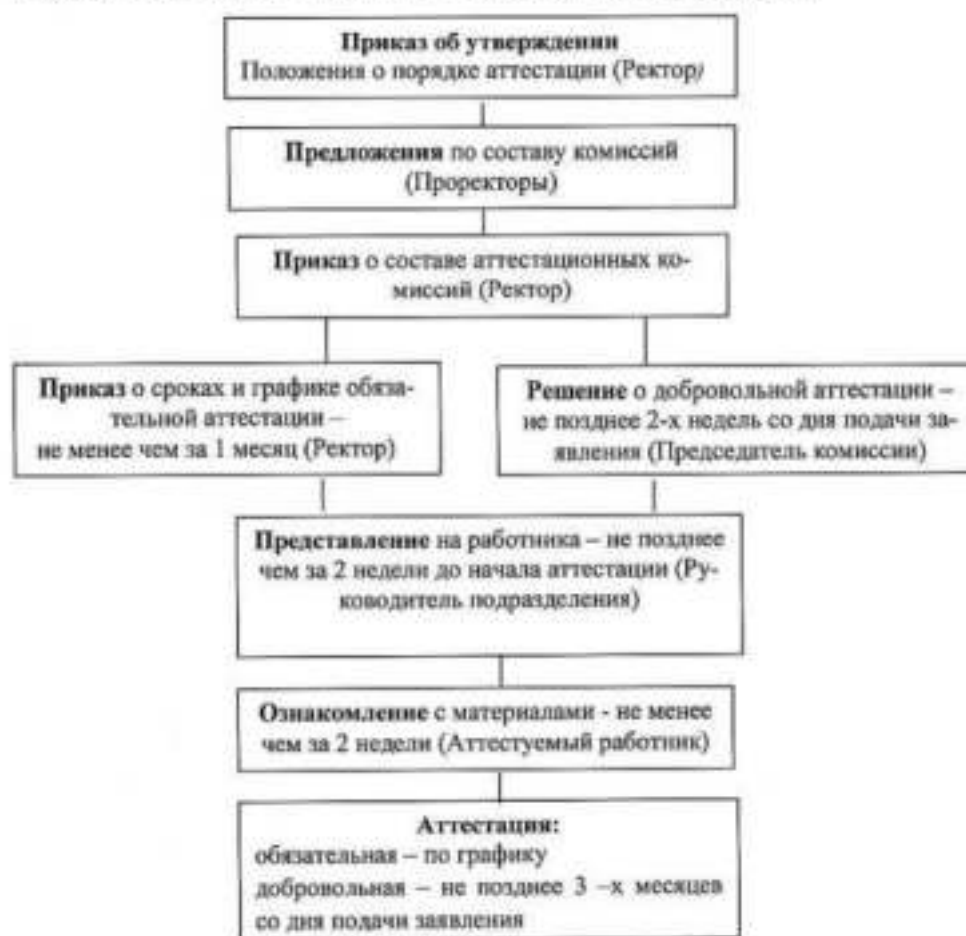 Приказ об утверждении
Положения о порядке аттестации (Ректор)
Предложения по составу комиссий
(Проректоры)
Приказ о составе аттестационных ко-
миссий (Ректор)
Приказ о сроках и графике обяза-
тельной аттестации –
не менее чем за 1 месяц (Ректор)
Решение о добровольной аттестации –
не позднее 2-х недель со дня подачи за-
явления (Председатель комиссии)
Представление на работника – не позднее
чем за 2 недели до начала аттестации (Ру-
ководитель подразделения)
Ознакомление с материалами - не менее
чем за 2 недели (Аттестуемый работник)
Аттестация:
обязательная – по графику
добровольная – не позднее 3 –х месяцев
со дня подачи заявления